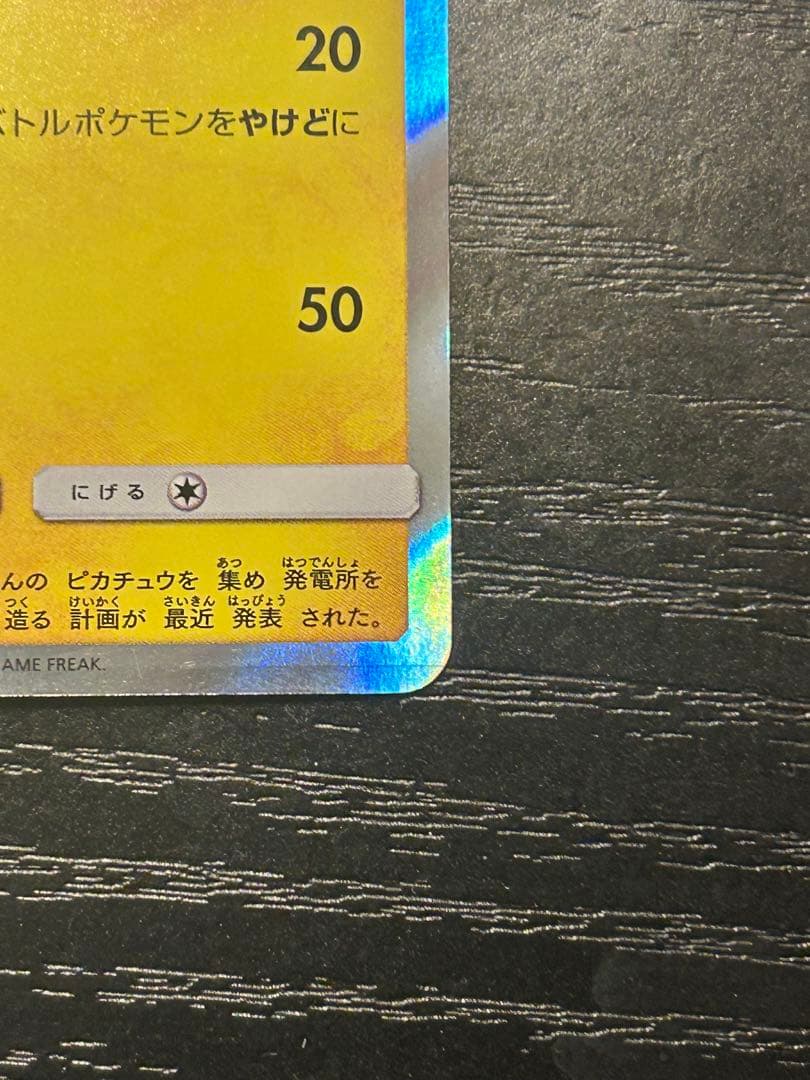 20
バトルポケモンをやけどに
50
にげる
んの ピカチュウを 集め 発電所を
造る 計画が 最近 発表 された。
AME FREAK.